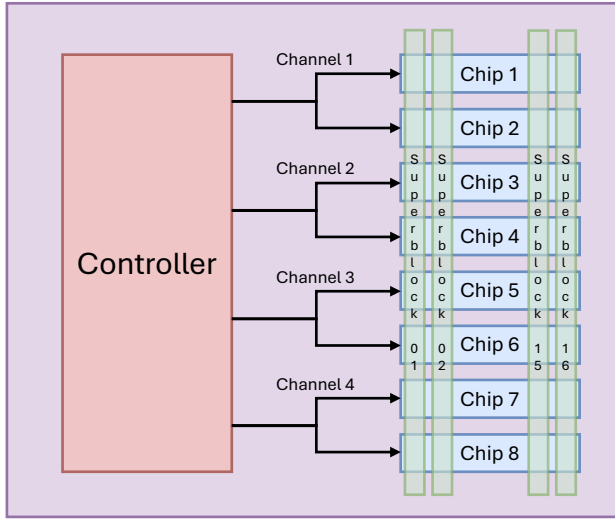 Controller
Channel 1
Channel 2
Channel 3
Channel 4
Chip 1
Chip 2
Chip 3
Chip 4
Chip 5
Chip 6
Chip 7
Chip 8
Superblock 01
Superblock 02
Superblock 15
Superblock 16